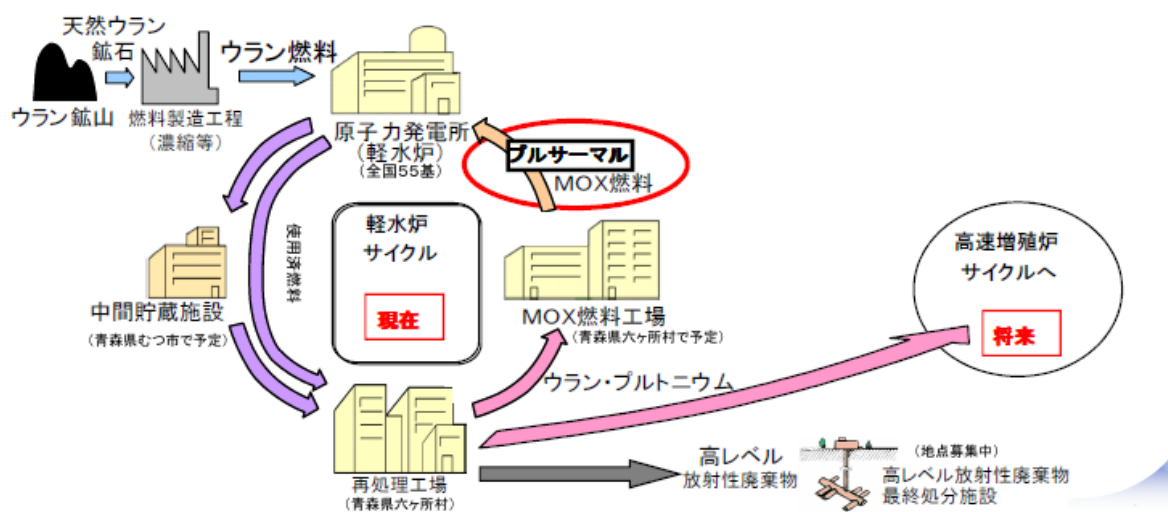 天然ウラン
鉱石
ウラン鉱山
燃料製造工程
（濃縮等）
ウラン燃料
原子力発電所
（軽水炉）
（全国55基）
プルサーマル
MOX燃料
使用済燃料
軽水炉
サイクル
現在
中間貯蔵施設
（青森県むつ市で予定）
MOX燃料工場
（青森県六ヶ所村で予定）
高速増殖炉
サイクルへ
将来
ウラン・プルトニウム
再処理工場
（青森県六ヶ所村）
高レベル
放射性廃棄物
（地点募集中）
高レベル放射性廃棄物
最終処分施設